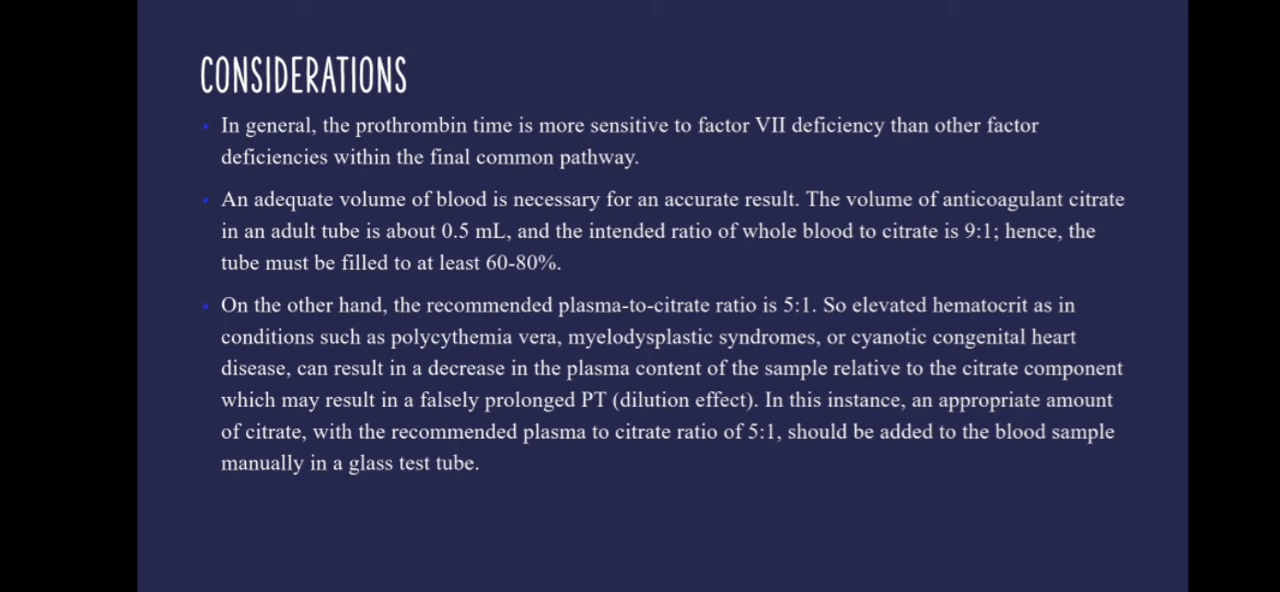 CONSIDERATIONS
In general, the prothrombin time is more sensitive to factor VII deficiency than other factor
deficiencies within the final common pathway.
An adequate volume of blood is necessary for an accurate result. The volume of anticoagulant citrate
in an adult tube is about 0.5 mL, and the intended ratio of whole blood to citrate is 9:1; hence, the
tube must be filled to at least 60-80%.
On the other hand, the recommended plasma-to-citrate ratio is 5:1. So elevated hematocrit as in
conditions such as polycythemia vera, myelodysplastic syndromes, or cyanotic congenital heart
disease, can result in a decrease in the plasma content of the sample relative to the citrate component
which may result in a falsely prolonged PT (dilution effect). In this instance, an appropriate amount
of citrate, with the recommended plasma to citrate ratio of 5:1, should be added to the blood sample
manually in a glass test tube.